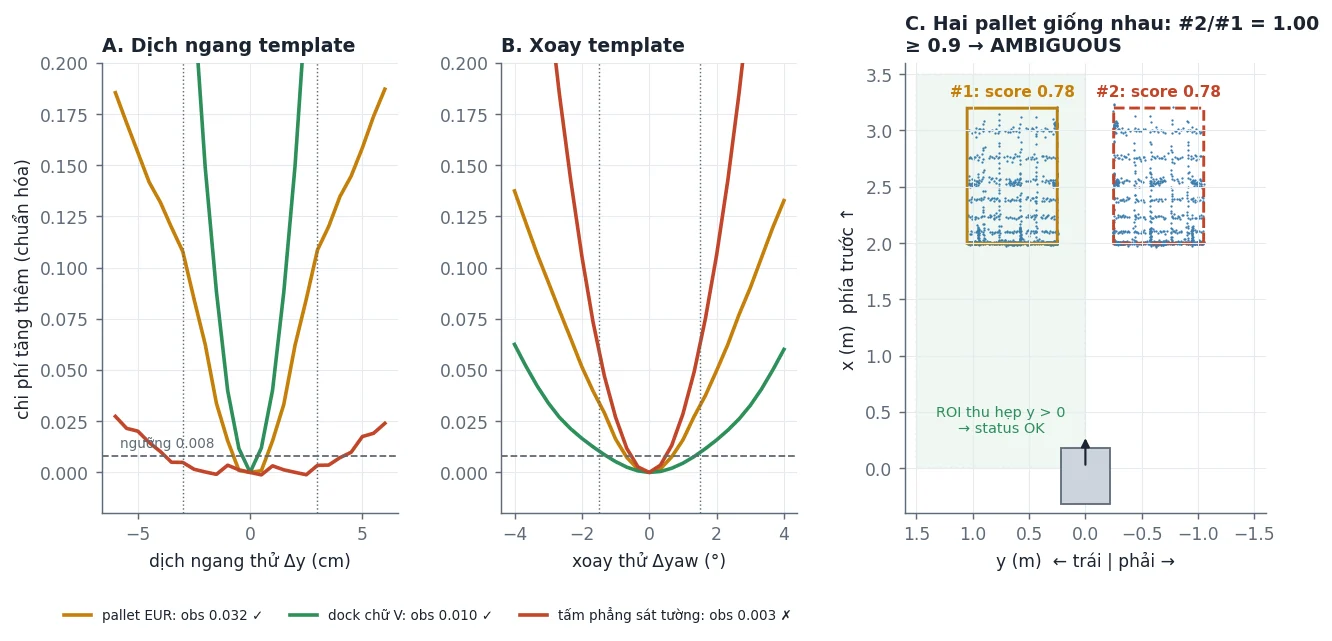 A. Dịch ngang template
chi phí tăng thêm (chuẩn hóa)
0.200
0.175
0.150
0.125
0.100
0.075
0.050
0.025
0.000
ngưỡng 0.008
−5 0 5
dịch ngang thử Δy (cm)
B. Xoay template
0.200
0.175
0.150
0.125
0.100
0.075
0.050
0.025
0.000
−4 −2 0 2 4
xoay thử Δyaw (°)
C. Hai pallet giống nhau: #2/#1 = 1.00
≥ 0.9 → AMBIGUOUS
x (m) phía trước ↑
3.5
3.0
2.5
2.0
1.5
1.0
0.5
0.0
#1: score 0.78
#2: score 0.78
ROI thu hẹp y > 0
→ status OK
1.5 1.0 0.5 0.0 −0.5 −1.0 −1.5
y (m) ← trái | phải →
pallet EUR: obs 0.032 ✓
dock chữ V: obs 0.010 ✓
tấm phẳng sát tường: obs 0.003 ✗